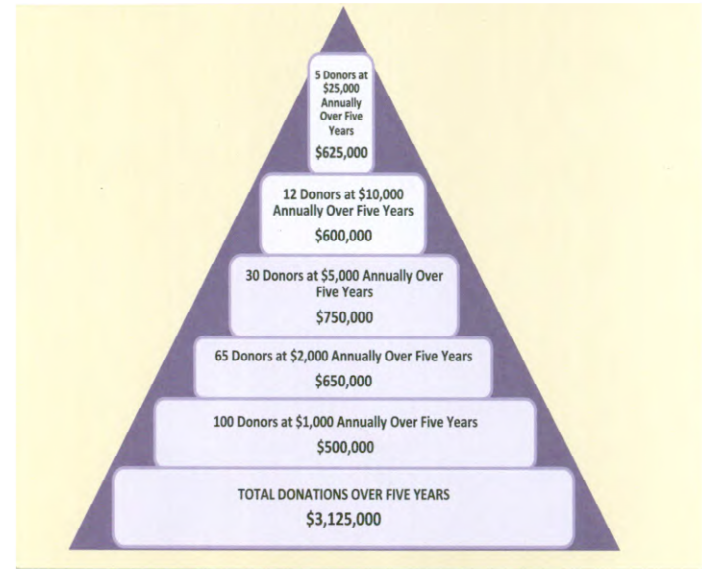 5 Donors at
$25,000
Annually
Over Five
Years
$625,000
12 Donors at $10,000
Annually Over Five Years
$600,000
30 Donors at $5,000 Annually Over
Five Years
$750,000
65 Donors at $2,000 Annually Over Five Years
$650,000
100 Donors at $1,000 Annually Over Five Years
$500,000
TOTAL DONATIONS OVER FIVE YEARS
$3,125,000